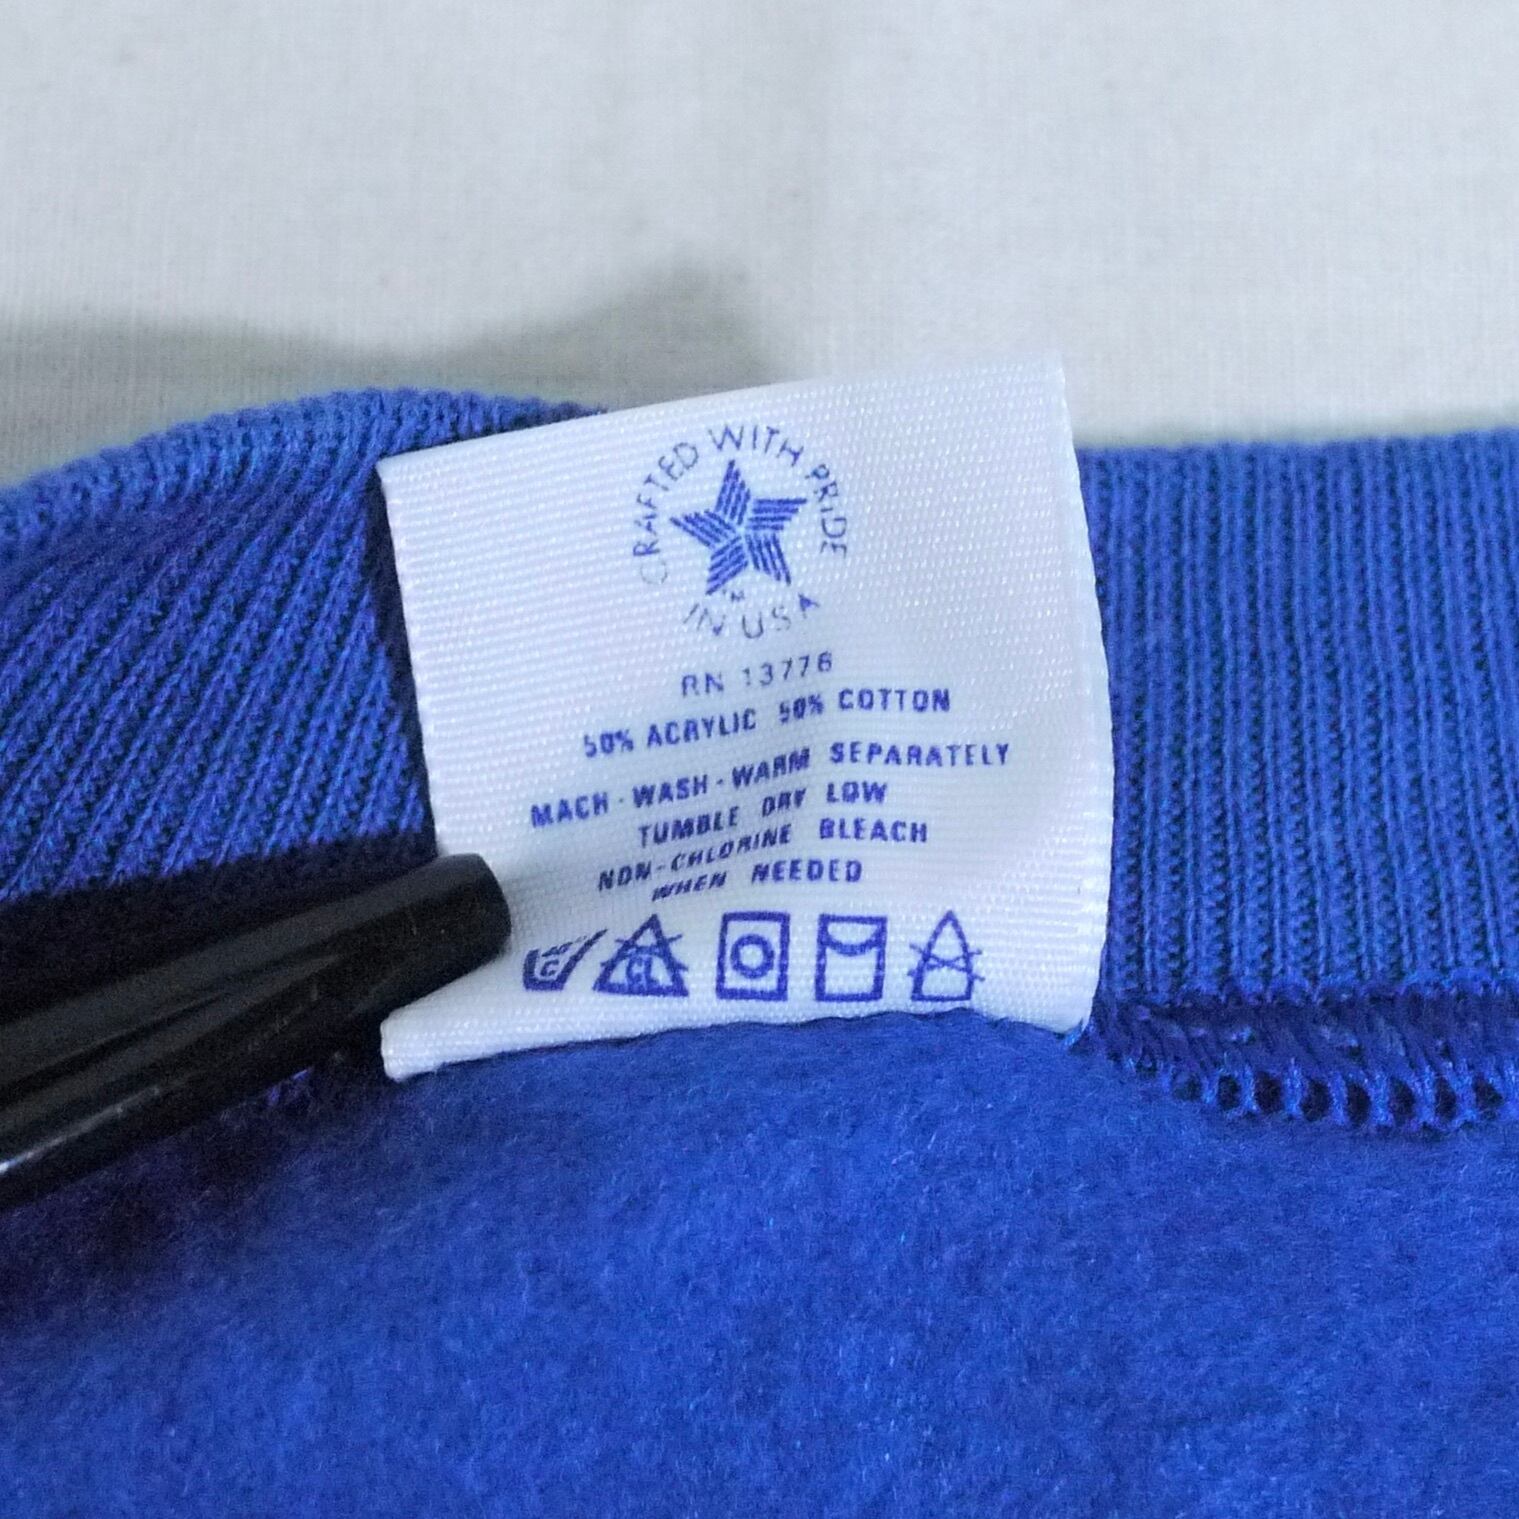 CRAFTED WITH PRIDE
TM
IN USA
RN 13776
50% ACRYLIC 50% COTTON
MACH-WASH-WARM SEPARATELY
TUMBLE DRY LOW
NON-CHLORINE BLEACH
WHEN NEEDED
C CL